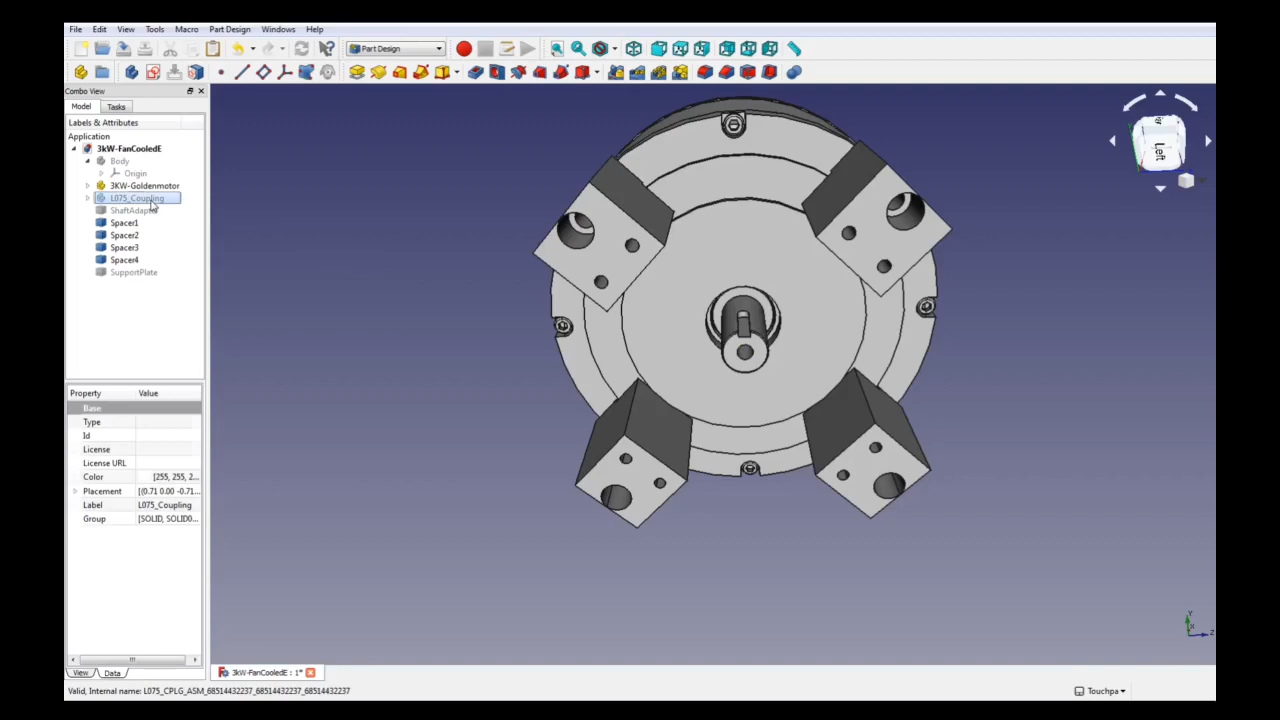 File Edit View Tools Macro Part Design Windows Help
Part Design
Combo View
Model Tasks
Labels & Attributes
Application
3kW-FanCooledE
Body
Origin
3KW-Goldenmotor
L075_Coupling
Spacer1
Spacer2
Spacer3
Spacer4
SupportPlate
Property Value
Base
Type
Id
License
License URL
Color [255, 255, 2...
Placement [(0.71 0.00 -0.71...
Label L075_Coupling
Group [SOLID, SOLID0...
View Data
3kW-FanCooledE : 1*
Valid, Internal name: L075_CPLG_ASM_68514432237_68514432237_68514432237
Touchpa
Left
Y
X
Z